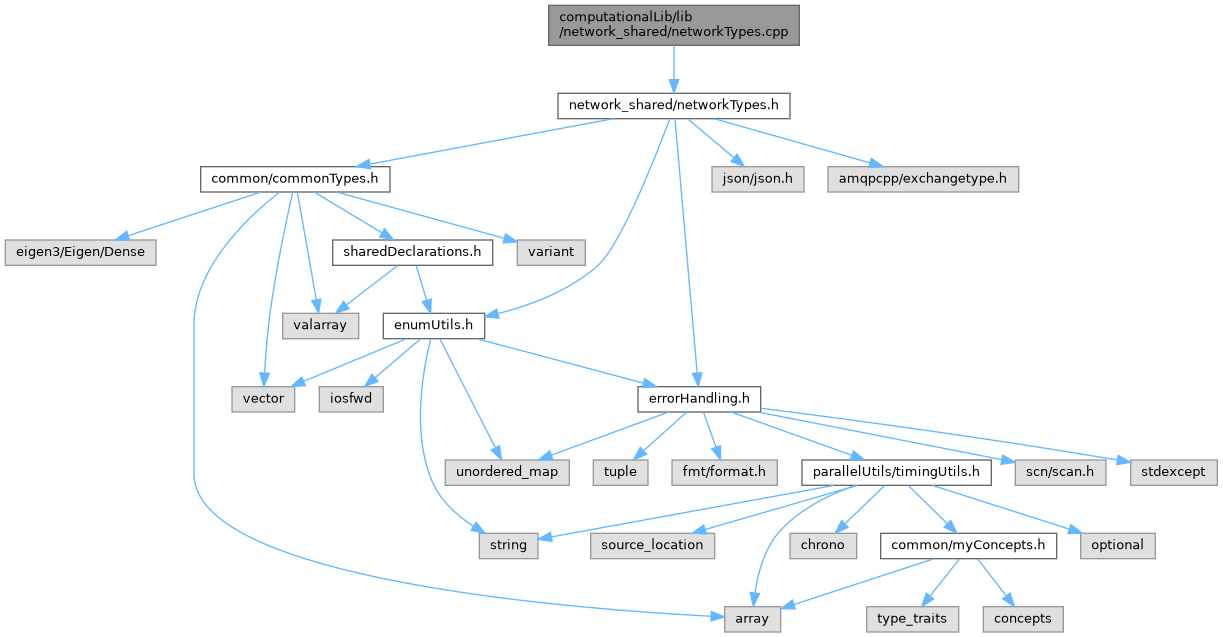 computationalLib/lib
/network_shared/networkTypes.cpp
network_shared/networkTypes.h
common/commonTypes.h
json/json.h
amqpcpp/exchangetype.h
eigen3/Eigen/Dense
sharedDeclarations.h
variant
valarray
enumUtils.h
vector
iosfwd
errorHandling.h
unordered_map
tuple
fmt/format.h
parallelUtils/timingUtils.h
scn/scan.h
stdexcept
string
source_location
chrono
common/myConcepts.h
optional
array
type_traits
concepts